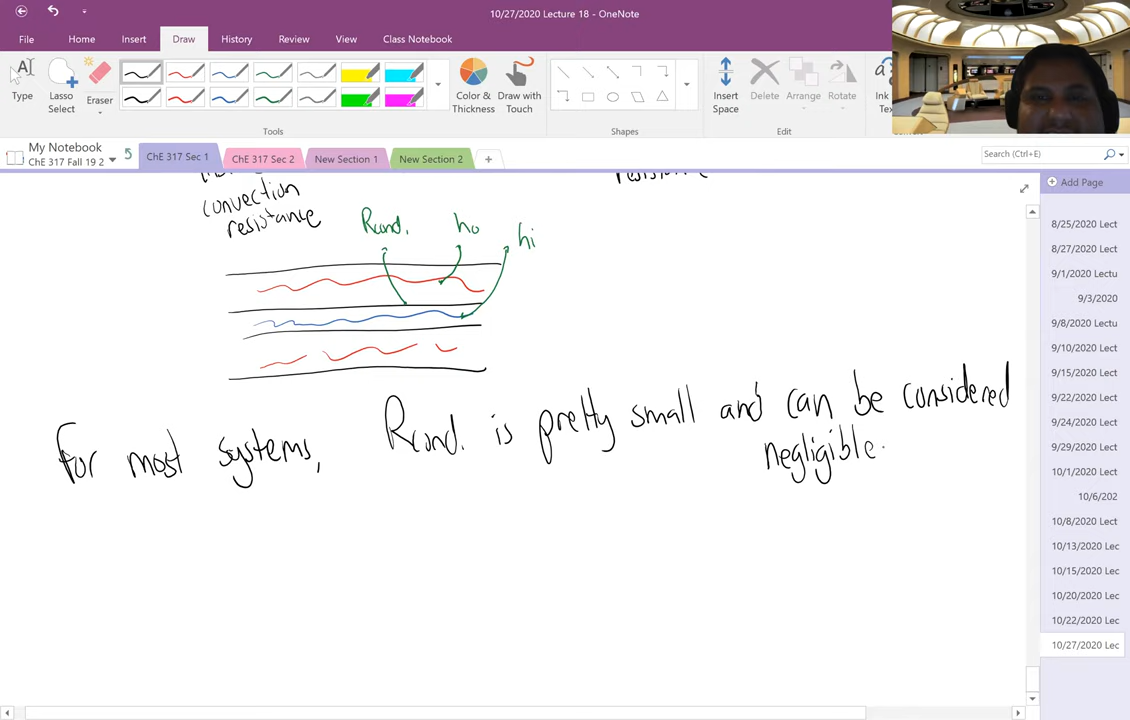 10/27/2020 Lecture 18 - OneNote
File Home Insert Draw History Review View Class Notebook
Type
Lasso Select
Eraser
Color & Thickness
Draw with Touch
Insert Space
Delete
Arrange
Rotate
Tools
Shapes
Edit
My Notebook
ChE 317 Fall 19 2
ChE 317 Sec 1
ChE 317 Sec 2
New Section 1
New Section 2
+
Search (Ctrl+E)
Add Page
convection
resistance
resistance
Rcond.
ho
hi
For most systems, Rcond. is pretty small and can be considered
negligible.
8/25/2020 Lect
8/27/2020 Lect
9/1/2020 Lectu
9/3/2020
9/8/2020 Lectu
9/10/2020 Lect
9/15/2020 Lect
9/22/2020 Lect
9/24/2020 Lect
9/29/2020 Lect
10/1/2020 Lect
10/6/202
10/8/2020 Lect
10/13/2020 Lec
10/15/2020 Lec
10/20/2020 Lec
10/22/2020 Lec
10/27/2020 Lec